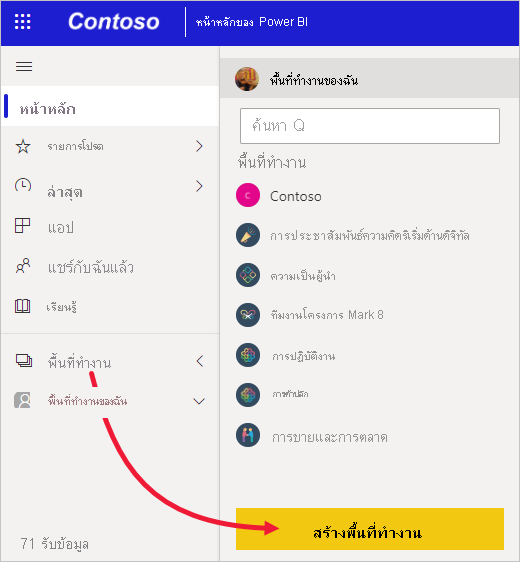 Contoso
หน้าหลักของ Power BI
หน้าหลัก
รายการโปรด
ล่าสุด
แอป
แชร์กับฉันแล้ว
เรียนรู้
พื้นที่ทำงาน
พื้นที่ทำงานของฉัน
71 รับข้อมูล
พื้นที่ทำงานของฉัน
ค้นหา Q
พื้นที่ทำงาน
C
Contoso
การประชาสัมพันธ์ความคิดริเริ่มด้านดิจิทัล
ความเป็นผู้นำ
ทีมงานโครงการ Mark 8
การปฏิบัติงาน
การขายและการตลาด
สร้างพื้นที่ทำงาน